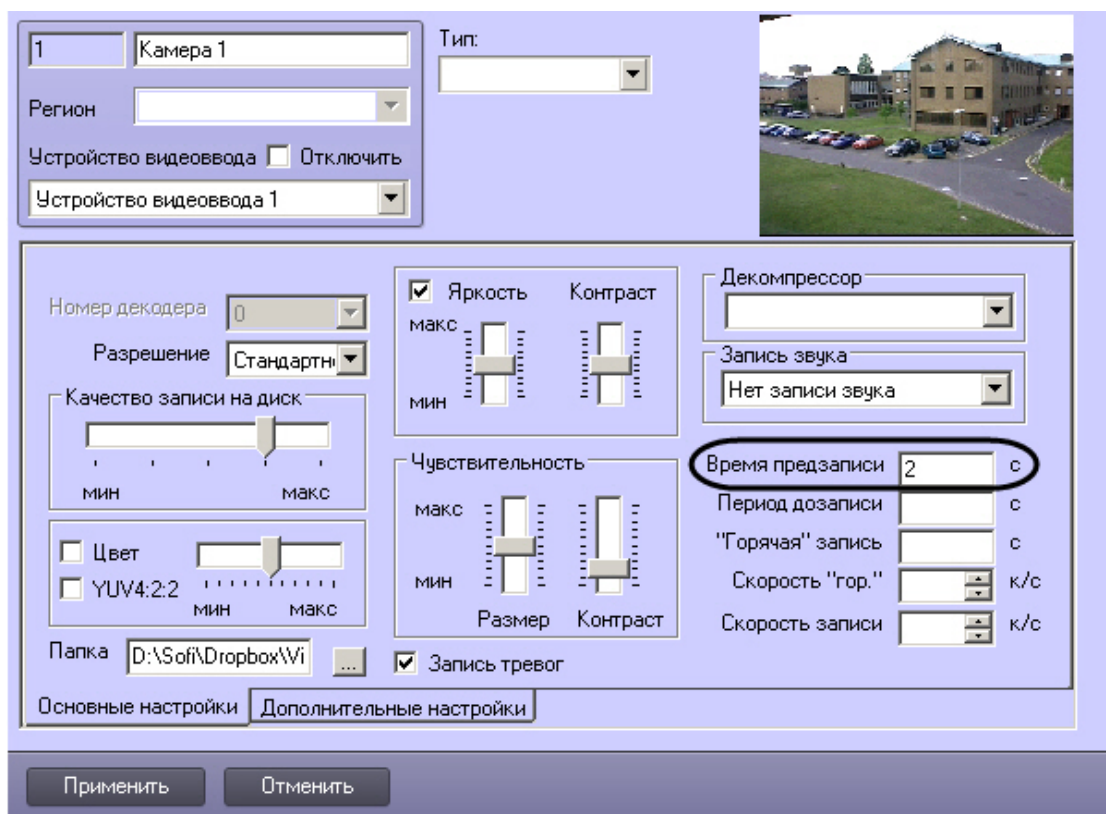 1
Камера 1
Тип:
Регион
Устройство видеоввода
Отключить
Устройство видеоввода 1
Номер декодера
0
Разрешение
Стандартн
Качество записи на диск
мин
макс
Цвет
YUV4:2:2
мин
макс
Папка
D:\Sofi\Dropbox\Vi
...
Яркость
Контраст
макс
мин
Чувствительность
макс
мин
Размер
Контраст
Запись тревог
Декомпрессор
Запись звука
Нет записи звука
Время предзаписи 2 с
Период дозаписи с
"Горячая" запись с
Скорость "гор." к/с
Скорость записи к/с
Основные настройки
Дополнительные настройки
Применить
Отменить